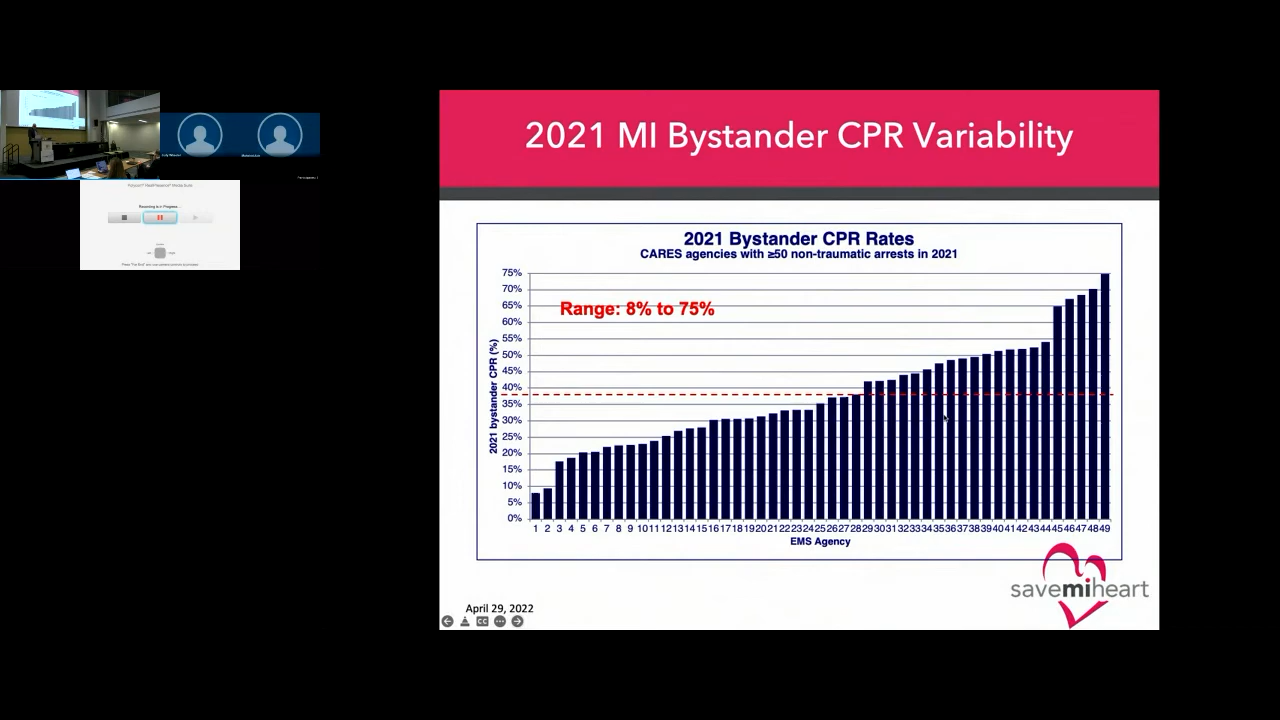 2021 MI Bystander CPR Variability
2021 Bystander CPR Rates
CARES agencies with ≥50 non-traumatic arrests in 2021
Range: 8% to 75%
2021 bystander CPR (%)
75%
70%
65%
60%
55%
50%
45%
40%
35%
30%
25%
20%
15%
10%
5%
0%
1 2 3 4 5 6 7 8 9 10 11 12 13 14 15 16 17 18 19 20 21 22 23 24 25 26 27 28 29 30 31 32 33 34 35 36 37 38 39 40 41 42 43 44 45 46 47 48 49
EMS Agency
savemiheart
April 29, 2022
CC